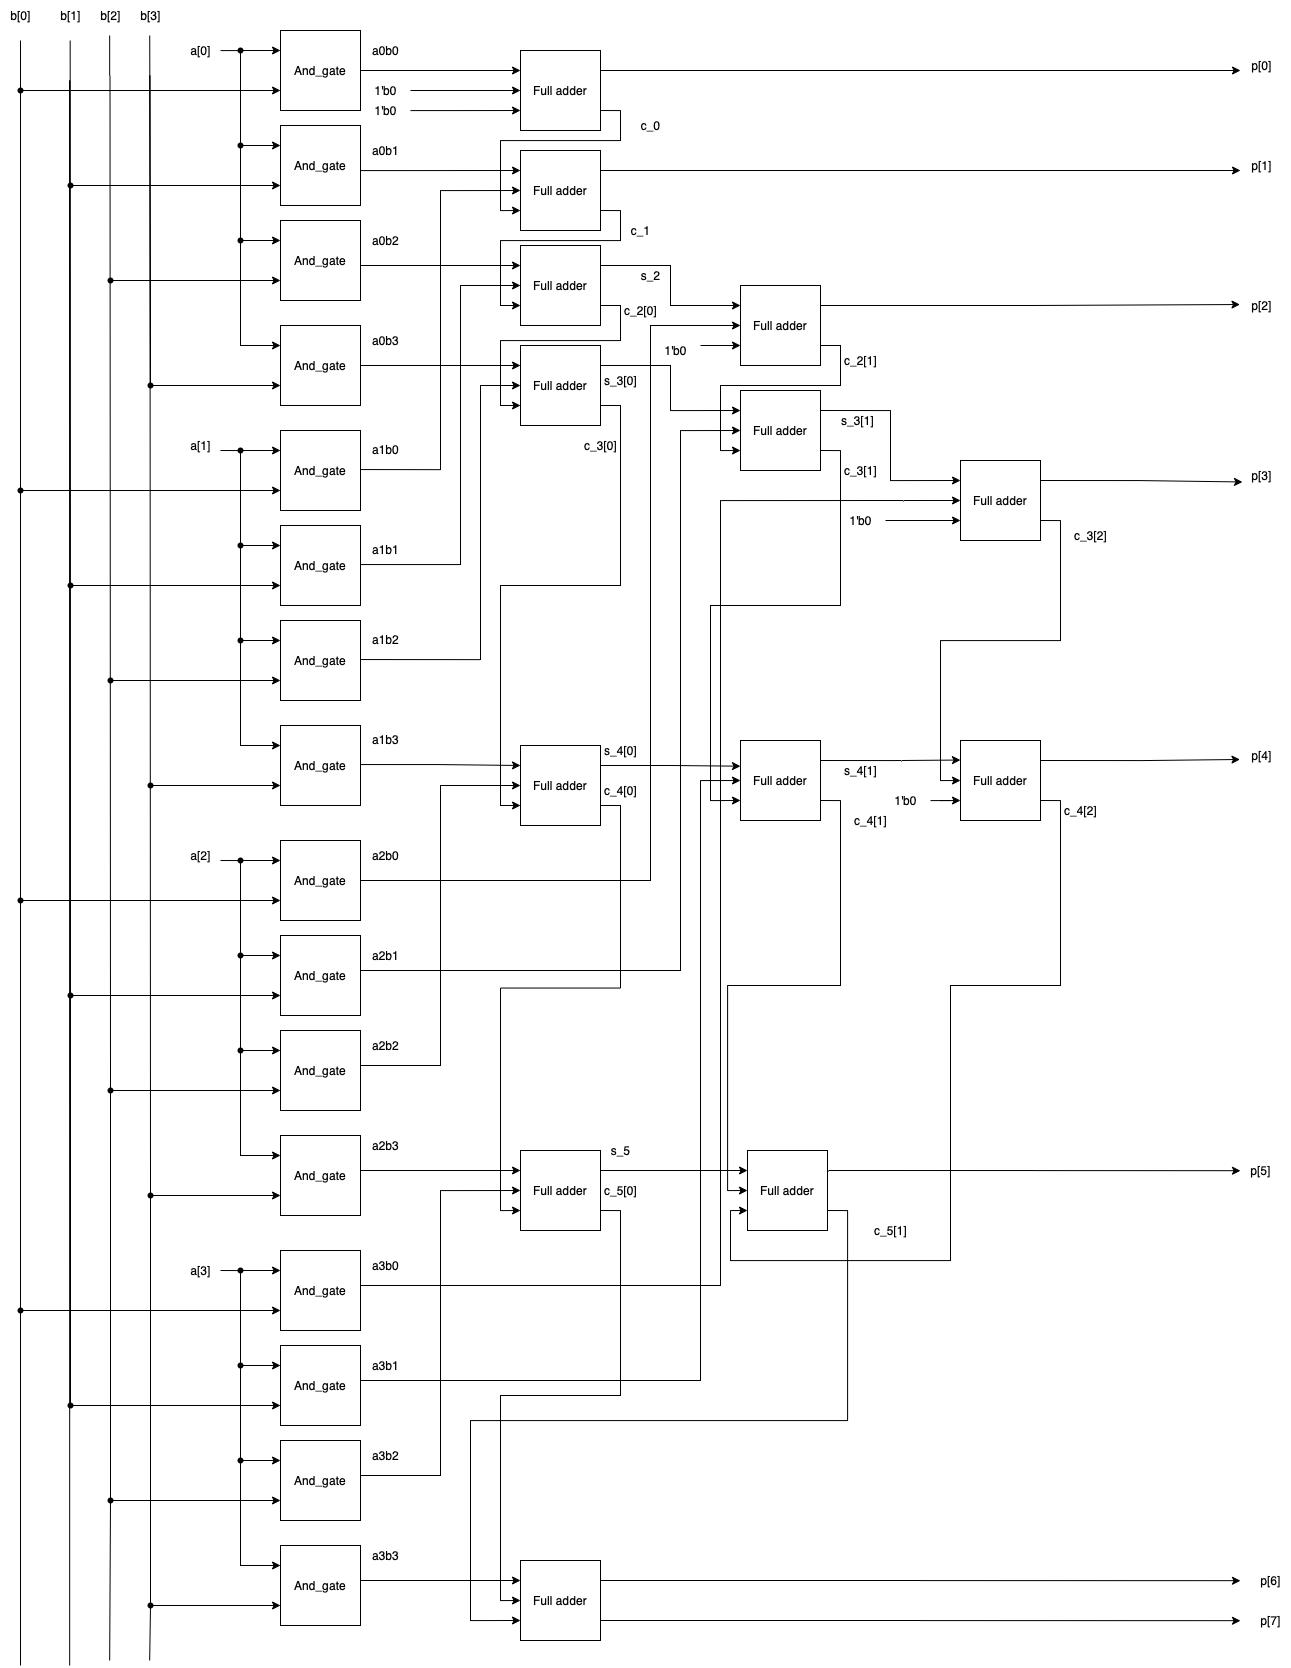 b[0] b[1] b[2] b[3]
a[0]
And_gate
a0b0
1'b0
1'b0
Full adder
c_0
p[0]
And_gate
a0b1
Full adder
c_1
p[1]
And_gate
a0b2
Full adder
s_2
c_2[0]
1'b0
Full adder
c_2[1]
p[2]
And_gate
a0b3
Full adder
s_3[0]
c_3[0]
Full adder
s_3[1]
c_3[1]
1'b0
Full adder
c_3[2]
p[3]
a[1]
And_gate
a1b0
And_gate
a1b1
And_gate
a1b2
And_gate
a1b3
Full adder
s_4[0]
c_4[0]
Full adder
s_4[1]
c_4[1]
1'b0
Full adder
c_4[2]
p[4]
a[2]
And_gate
a2b0
And_gate
a2b1
And_gate
a2b2
And_gate
a2b3
Full adder
s_5
c_5[0]
Full adder
c_5[1]
p[5]
a[3]
And_gate
a3b0
And_gate
a3b1
And_gate
a3b2
And_gate
a3b3
Full adder
p[6]
p[7]